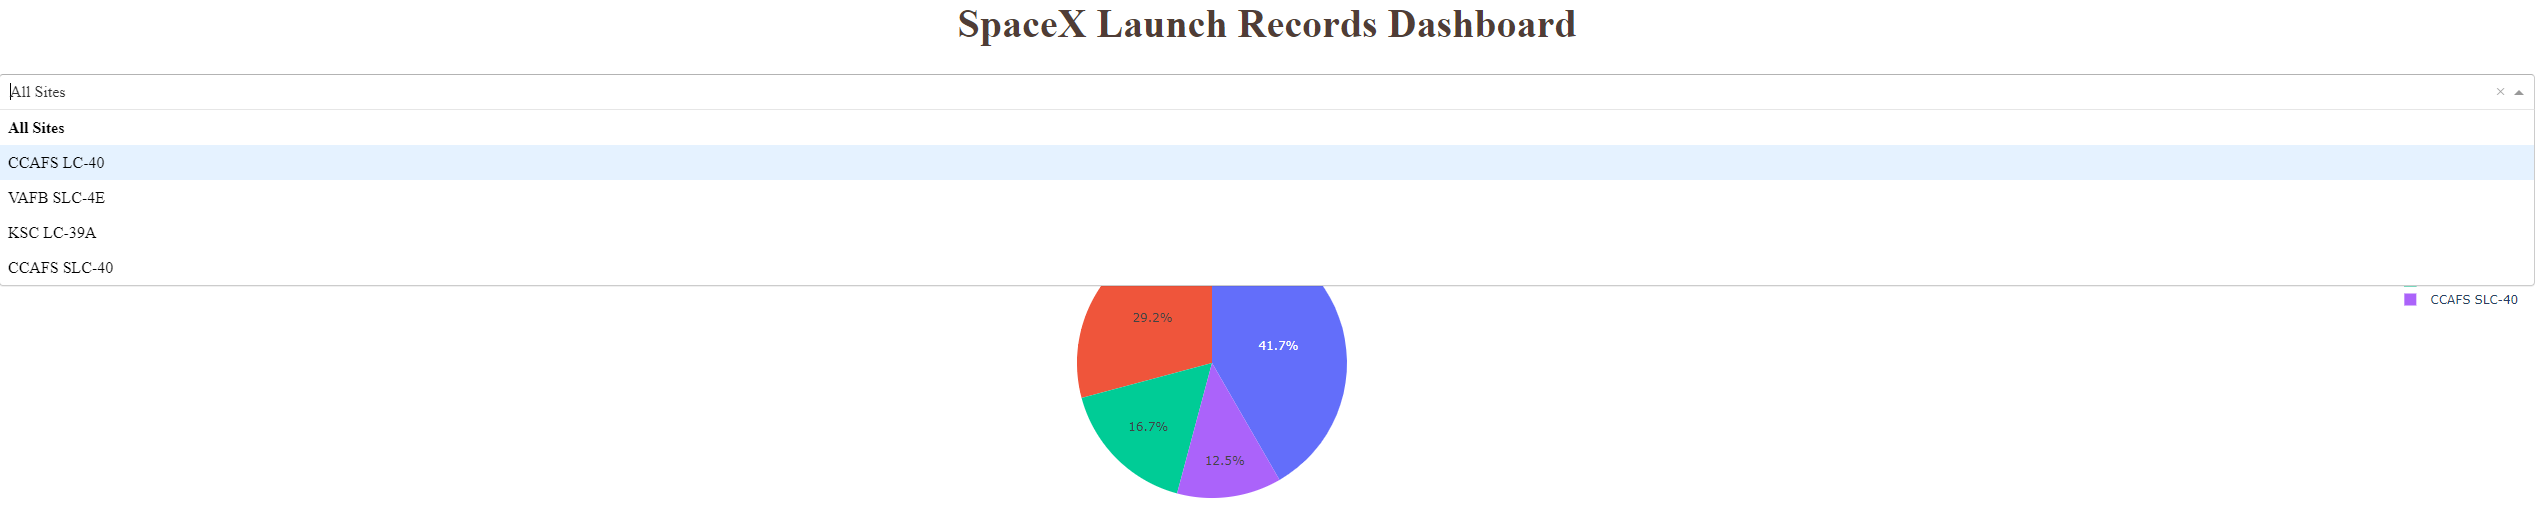 SpaceX Launch Records Dashboard
All Sites
All Sites
CCAFS LC-40
VAFB SLC-4E
KSC LC-39A
CCAFS SLC-40
CCAFS SLC-40
29.2%
41.7%
16.7%
12.5%